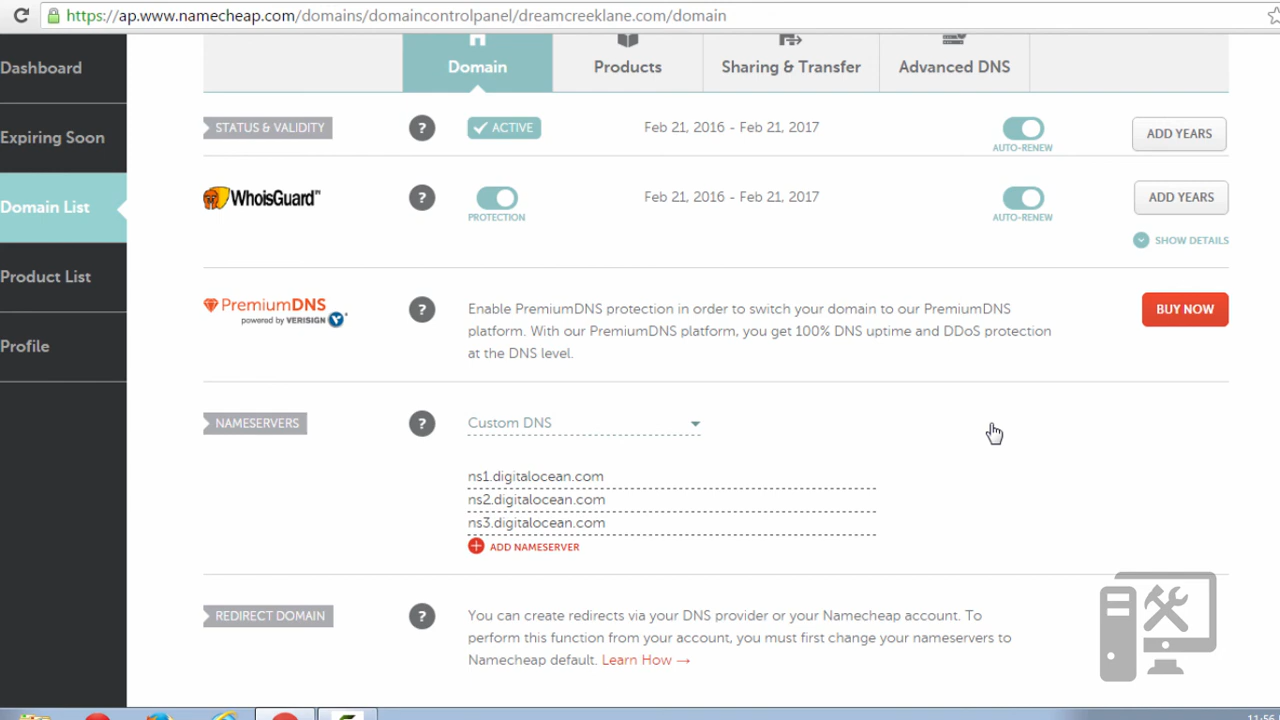 https://ap.www.namecheap.com/domains/domaincontrolpanel/dreamcreeklane.com/domain
Dashboard
Expiring Soon
Domain List
Product List
Profile
Domain
Products
Sharing & Transfer
Advanced DNS
STATUS & VALIDITY
?
ACTIVE
Feb 21, 2016 - Feb 21, 2017
AUTO-RENEW
ADD YEARS
WhoisGuard™
?
PROTECTION
Feb 21, 2016 - Feb 21, 2017
AUTO-RENEW
ADD YEARS
SHOW DETAILS
PremiumDNS
powered by VERISIGN
?
Enable PremiumDNS protection in order to switch your domain to our PremiumDNS
platform. With our PremiumDNS platform, you get 100% DNS uptime and DDoS protection
at the DNS level.
BUY NOW
NAMESERVERS
?
Custom DNS
ns1.digitalocean.com
ns2.digitalocean.com
ns3.digitalocean.com
ADD NAMESERVER
REDIRECT DOMAIN
?
You can create redirects via your DNS provider or your Namecheap account. To
perform this function from your account, you must first change your nameservers to
Namecheap default. Learn How →
11:56